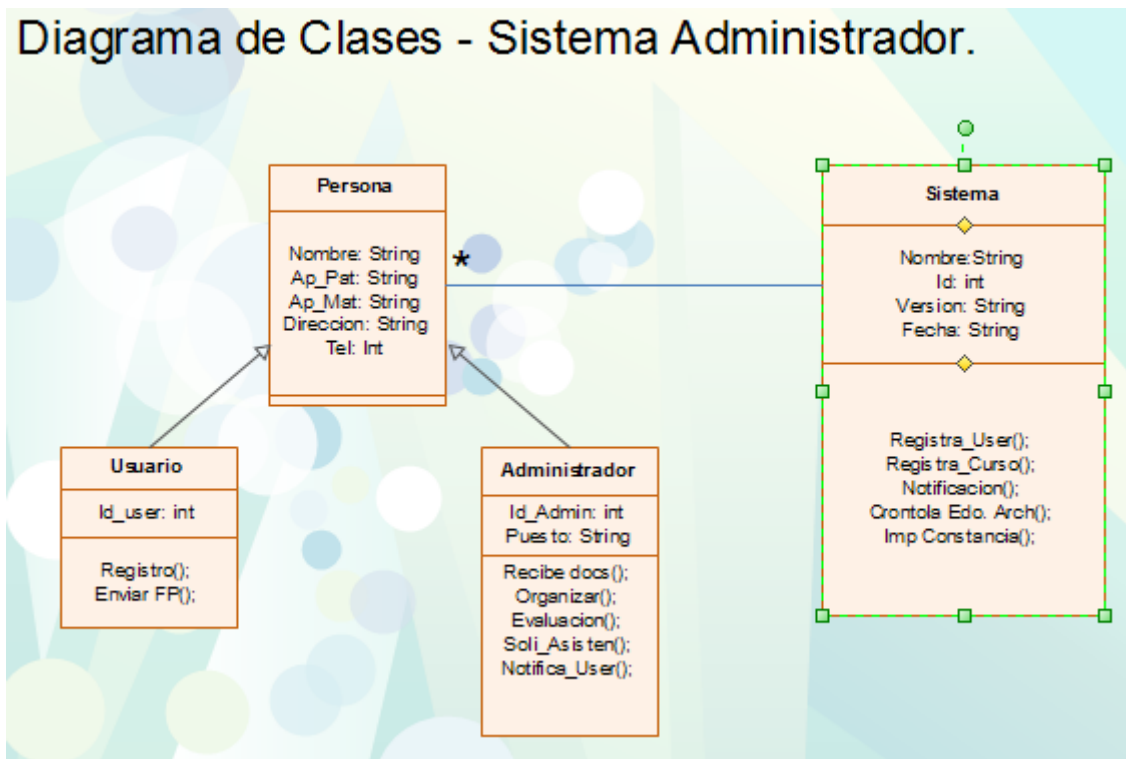 Diagrama de Clases - Sistema Administrador.
Persona
Nombre: String
Ap_Pat: String
Ap_Mat: String
Direccion: String
Tel: Int
*
Sistema
Nombre:String
Id: int
Version: String
Fecha: String
Registra_User();
Registra_Curso();
Notificacion();
Crontola Edo. Arch();
Imp Constancia();
Usuario
Id_user: int
Registro();
Enviar FP();
Administrador
Id_Admin: int
Puesto: String
Recibe docs();
Organizar();
Evaluacion();
Soli_Asisten();
Notifica_User();